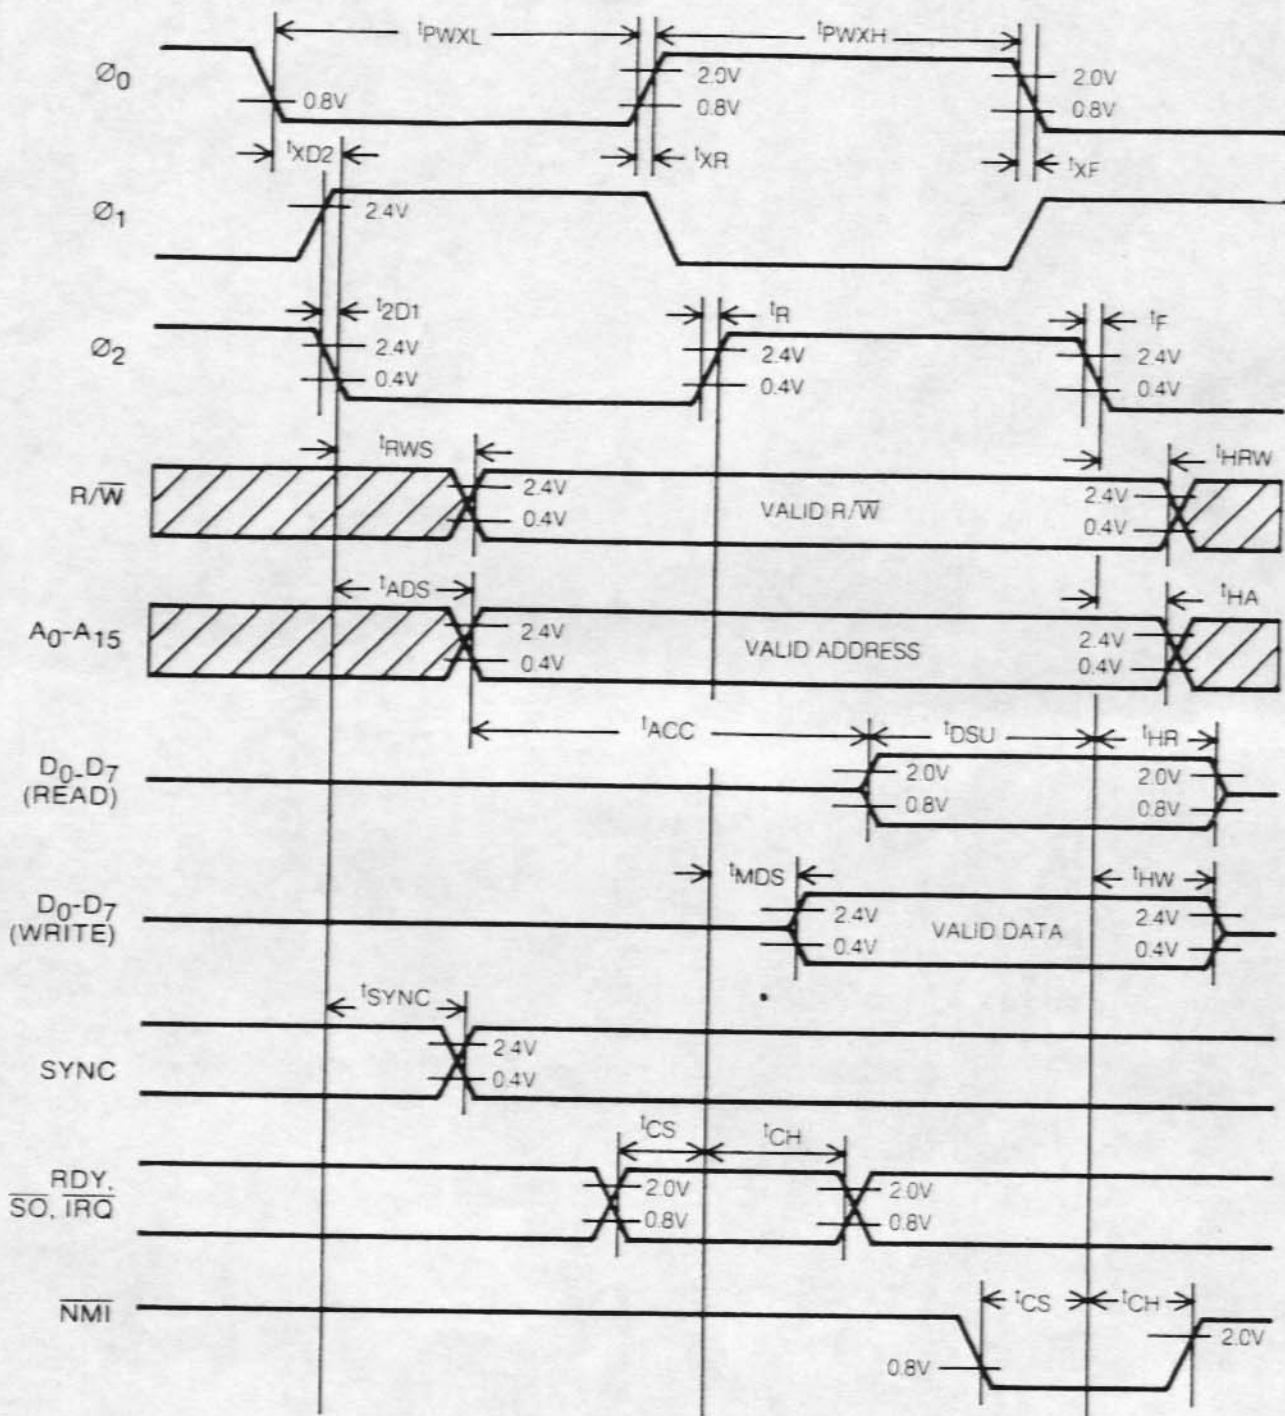 tPWXL tPWXH
Ø0 0.8V 2.0V 0.8V 2.0V 0.8V
tXD2 tXR tXF
Ø1 2.4V
t2D1 tR tF
Ø2 2.4V 0.4V 2.4V 0.4V 2.4V 0.4V
tRWS tHRW
R/W̅ 2.4V 0.4V VALID R/W̅ 2.4V 0.4V
tADS tHA
A0-A15 2.4V 0.4V VALID ADDRESS 2.4V 0.4V
tACC tDSU tHR
D0-D7
(READ)
2.0V 0.8V 2.0V 0.8V
tMDS tHW
D0-D7
(WRITE)
2.4V 0.4V VALID DATA 2.4V 0.4V
tSYNC
SYNC 2.4V 0.4V
tCS tCH
RDY,
S̅O̅, I̅R̅Q̅
2.0V 0.8V 2.0V 0.8V
N̅M̅I̅ tCS tCH
0.8V 2.0V